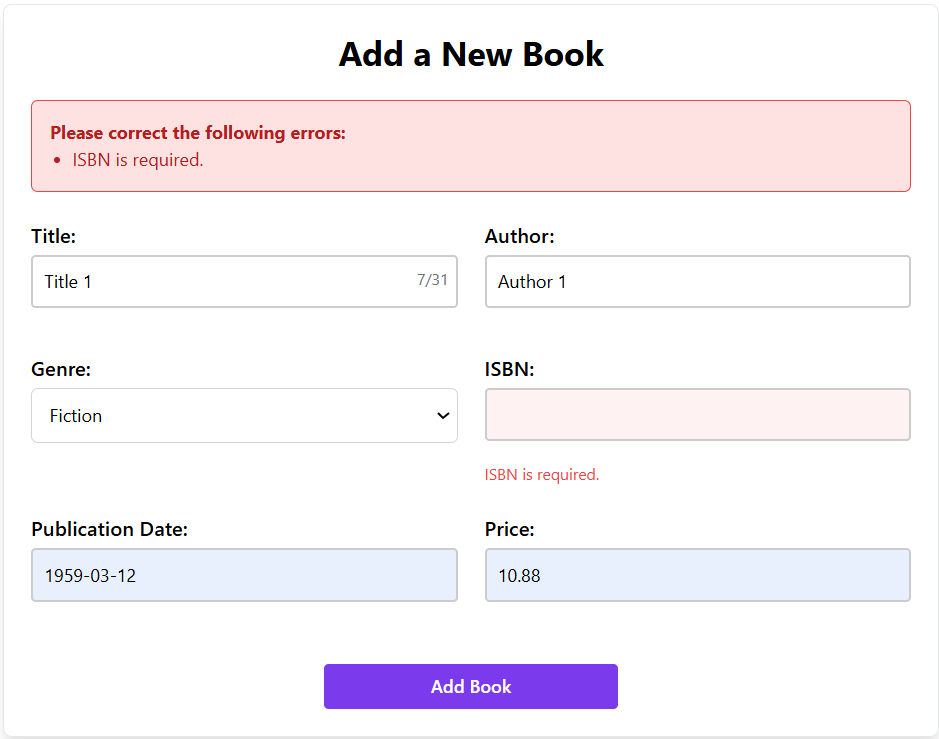 Add a New Book
Please correct the following errors:
• ISBN is required.
Title:
Title 1
7/31
Author:
Author 1
Genre:
Fiction
ISBN:
ISBN is required.
Publication Date:
1959-03-12
Price:
10.88
Add Book